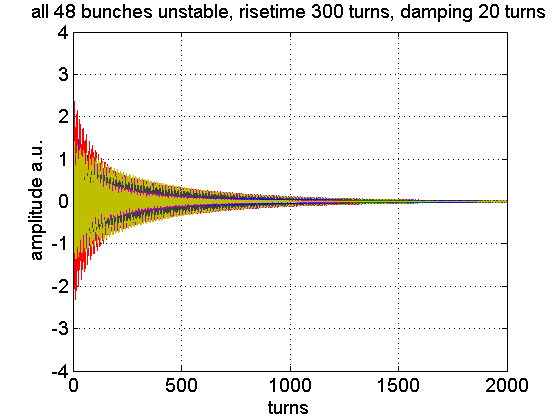 all 48 bunches unstable, risetime 300 turns, damping 20 turns
4
3
2
1
0
-1
-2
-3
-4
amplitude a.u.
0 500 1000 1500 2000
turns